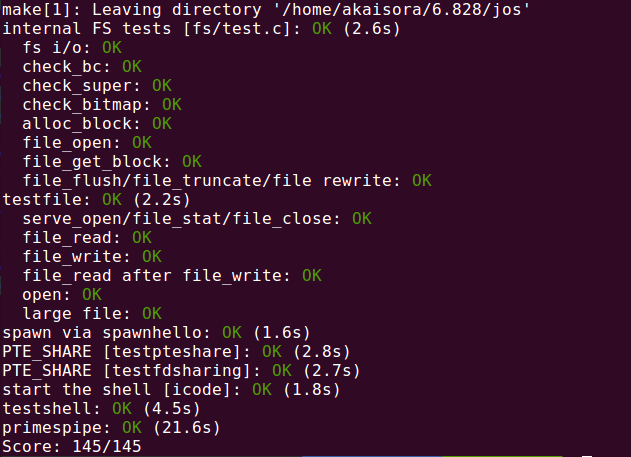 make[1]: Leaving directory '/home/akaisora/6.828/jos'
internal FS tests [fs/test.c]: OK (2.6s)
  fs i/o: OK
  check_bc: OK
  check_super: OK
  check_bitmap: OK
  alloc_block: OK
  file_open: OK
  file_get_block: OK
  file_flush/file_truncate/file rewrite: OK
testfile: OK (2.2s)
  serve_open/file_stat/file_close: OK
  file_read: OK
  file_write: OK
  file_read after file_write: OK
  open: OK
  large file: OK
spawn via spawnhello: OK (1.6s)
PTE_SHARE [testpteshare]: OK (2.8s)
PTE_SHARE [testfdsharing]: OK (2.7s)
start the shell [icode]: OK (1.8s)
testshell: OK (4.5s)
primespipe: OK (21.6s)
Score: 145/145